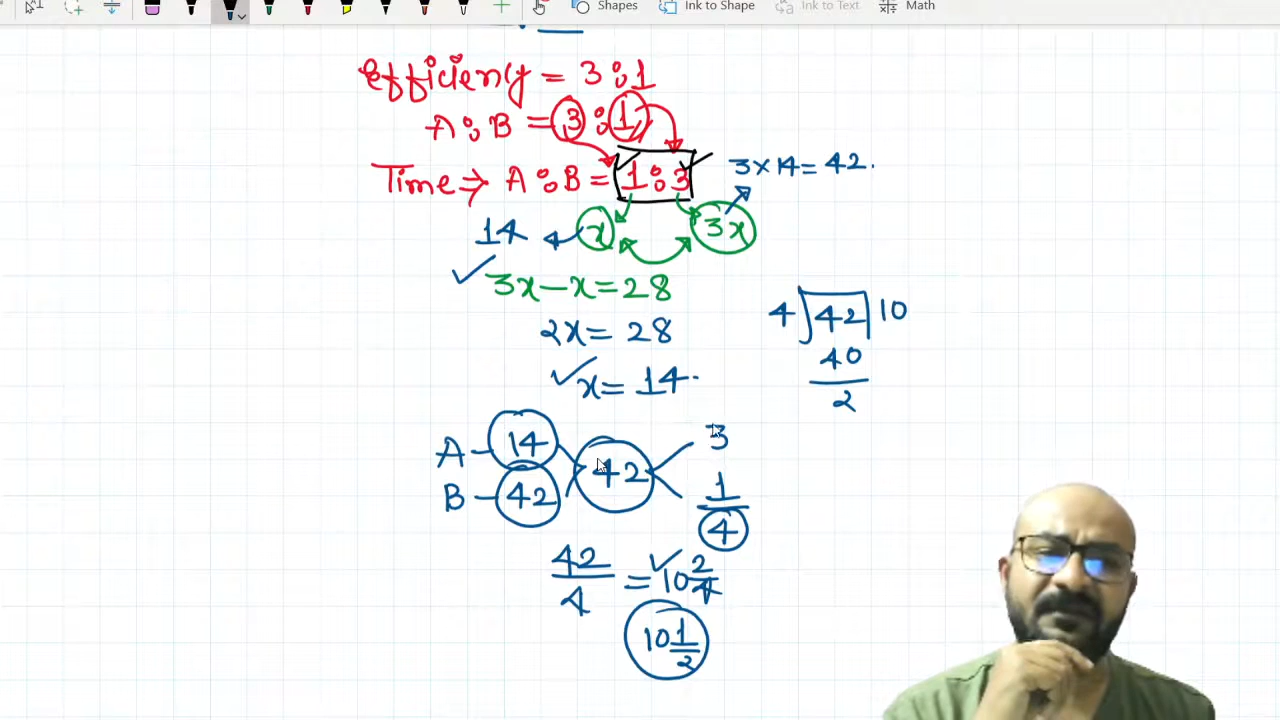 Shapes Ink to Shape Ink to Text Math
Efficiency = 3:1
A:B = 3:1
Time ⇒ A:B = 1:3
3×14=42.
14 x 3x
3x−x=28
2x= 28
x= 14.
4 42 10
40
2
A − 14 42 3
B − 42 1
4
42/4 = 10 2/4
10 1/2